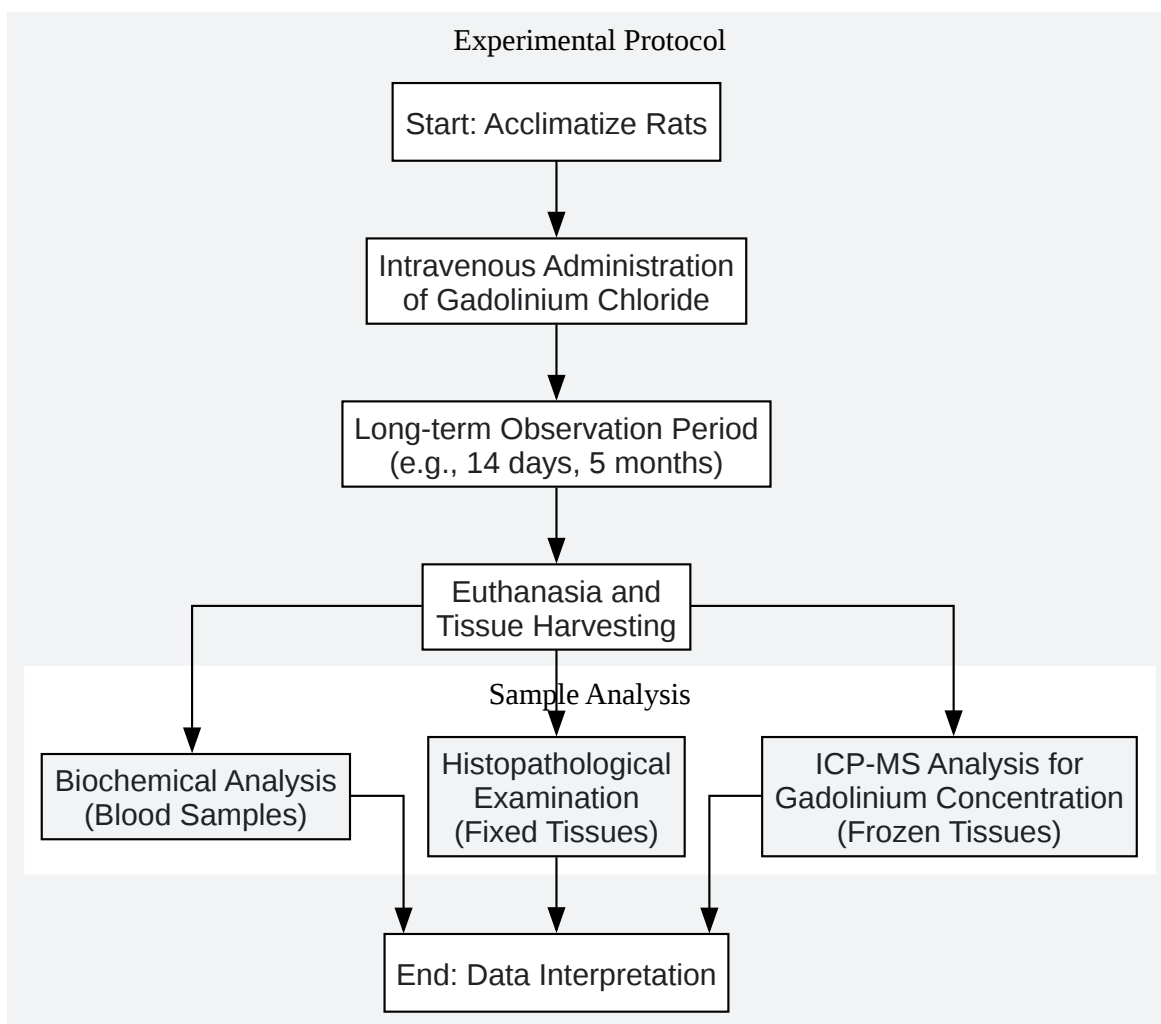 Experimental Protocol
Start: Acclimatize Rats
Intravenous Administration
of Gadolinium Chloride
Long-term Observation Period
(e.g., 14 days, 5 months)
Euthanasia and
Tissue Harvesting
Sample Analysis
Biochemical Analysis
(Blood Samples)
Histopathological
Examination
(Fixed Tissues)
ICP-MS Analysis for
Gadolinium Concentration
(Frozen Tissues)
End: Data Interpretation